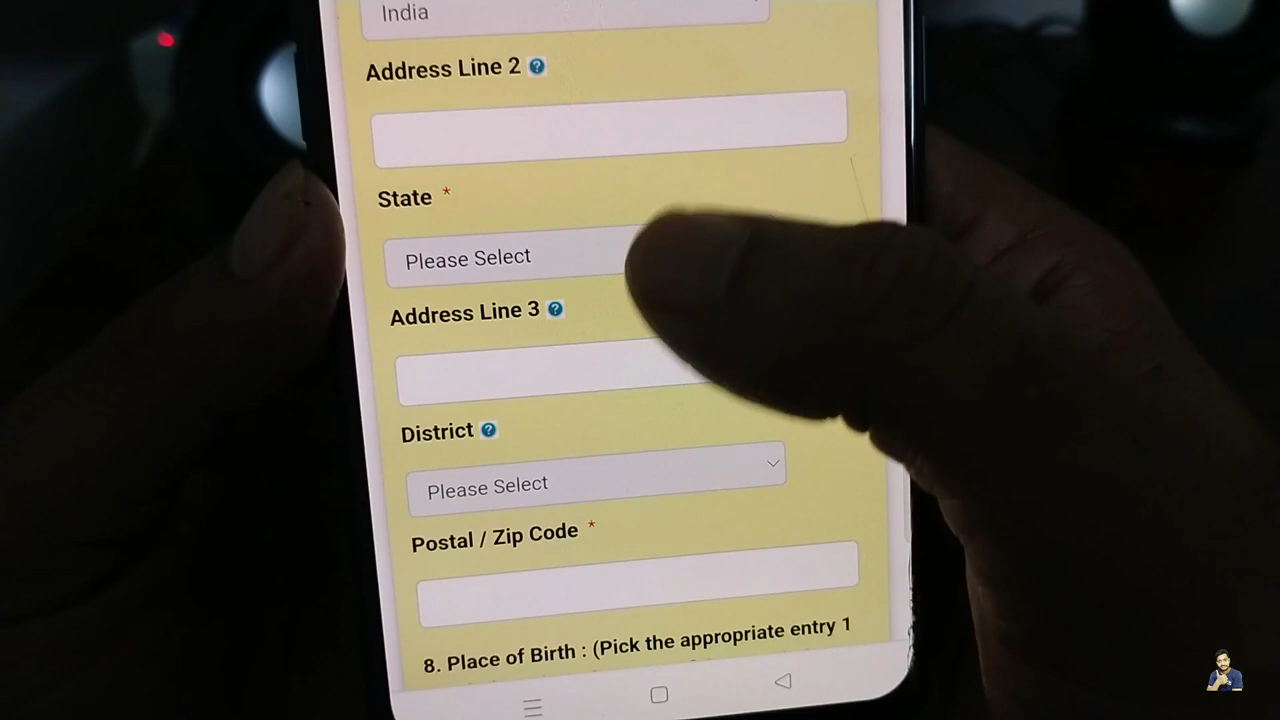 India
Address Line 2 ?
State *
Please Select
Address Line 3 ?
District ?
Please Select
Postal / Zip Code *
8. Place of Birth : (Pick the appropriate entry 1